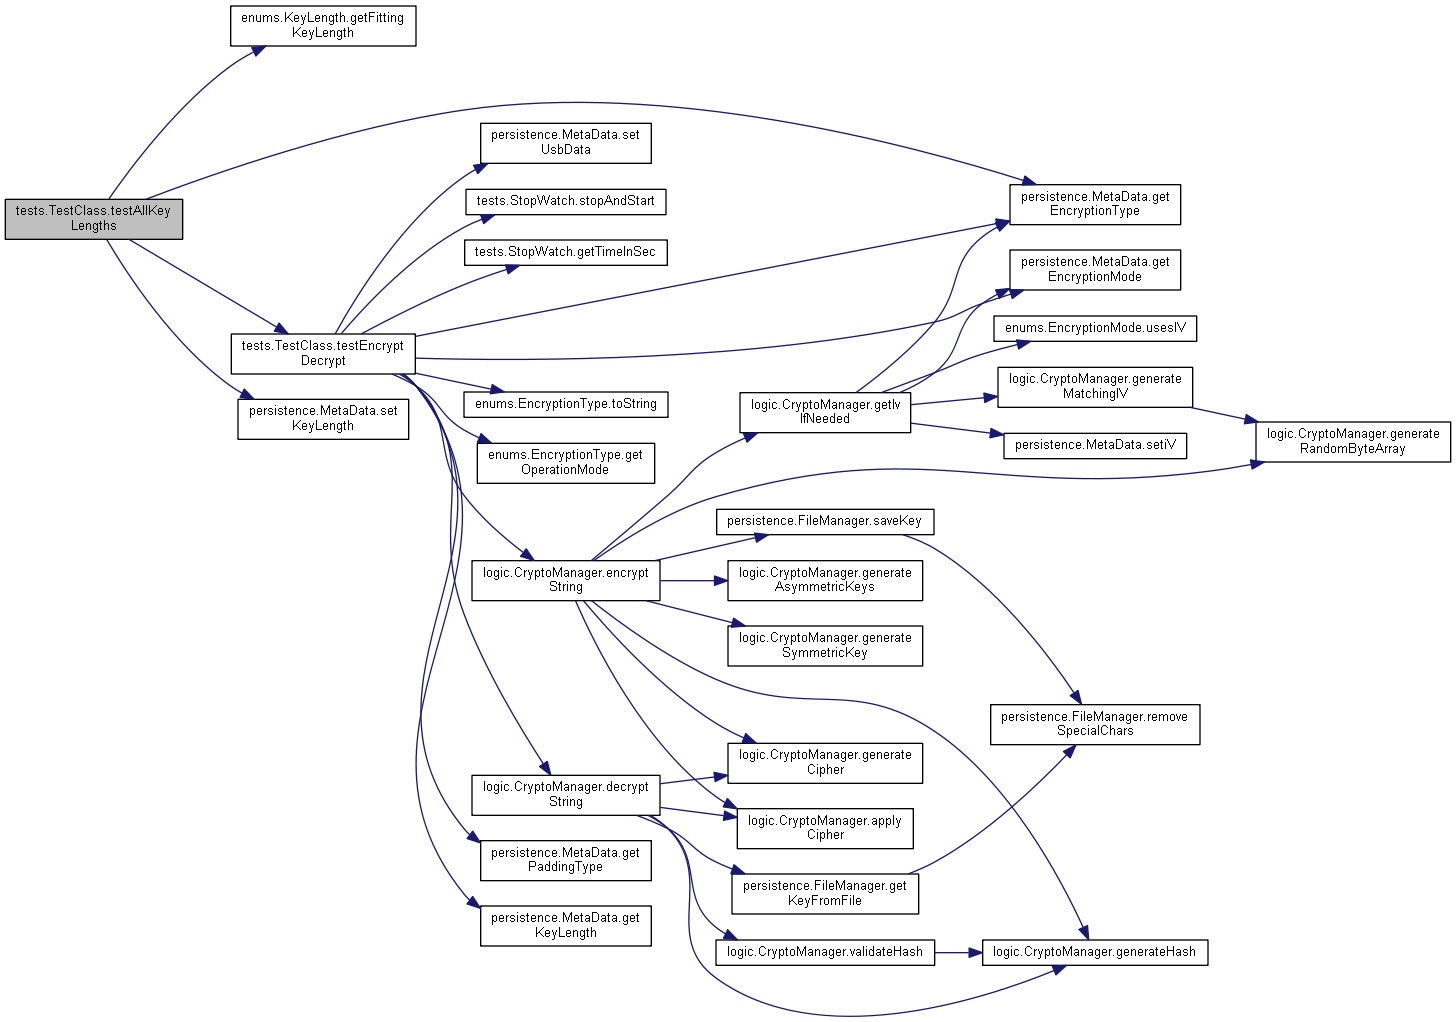 enums.KeyLength.getFitting
KeyLength
tests.TestClass.testAllKey
Lengths
tests.TestClass.testEncrypt
Decrypt
persistence.MetaData.set
KeyLength
persistence.MetaData.set
UsbData
tests.StopWatch.stopAndStart
tests.StopWatch.getTimeInSec
enums.EncryptionType.toString
enums.EncryptionType.get
OperationMode
logic.CryptoManager.encrypt
String
logic.CryptoManager.decrypt
String
persistence.MetaData.get
PaddingType
persistence.MetaData.get
KeyLength
logic.CryptoManager.getIv
IfNeeded
persistence.FileManager.saveKey
logic.CryptoManager.generate
AsymmetricKeys
logic.CryptoManager.generate
SymmetricKey
logic.CryptoManager.generate
Cipher
logic.CryptoManager.apply
Cipher
persistence.FileManager.get
KeyFromFile
logic.CryptoManager.validateHash
persistence.MetaData.get
EncryptionType
persistence.MetaData.get
EncryptionMode
enums.EncryptionMode.usesIV
logic.CryptoManager.generate
MatchingIV
persistence.MetaData.setiV
persistence.FileManager.remove
SpecialChars
logic.CryptoManager.generateHash
logic.CryptoManager.generate
RandomByteArray